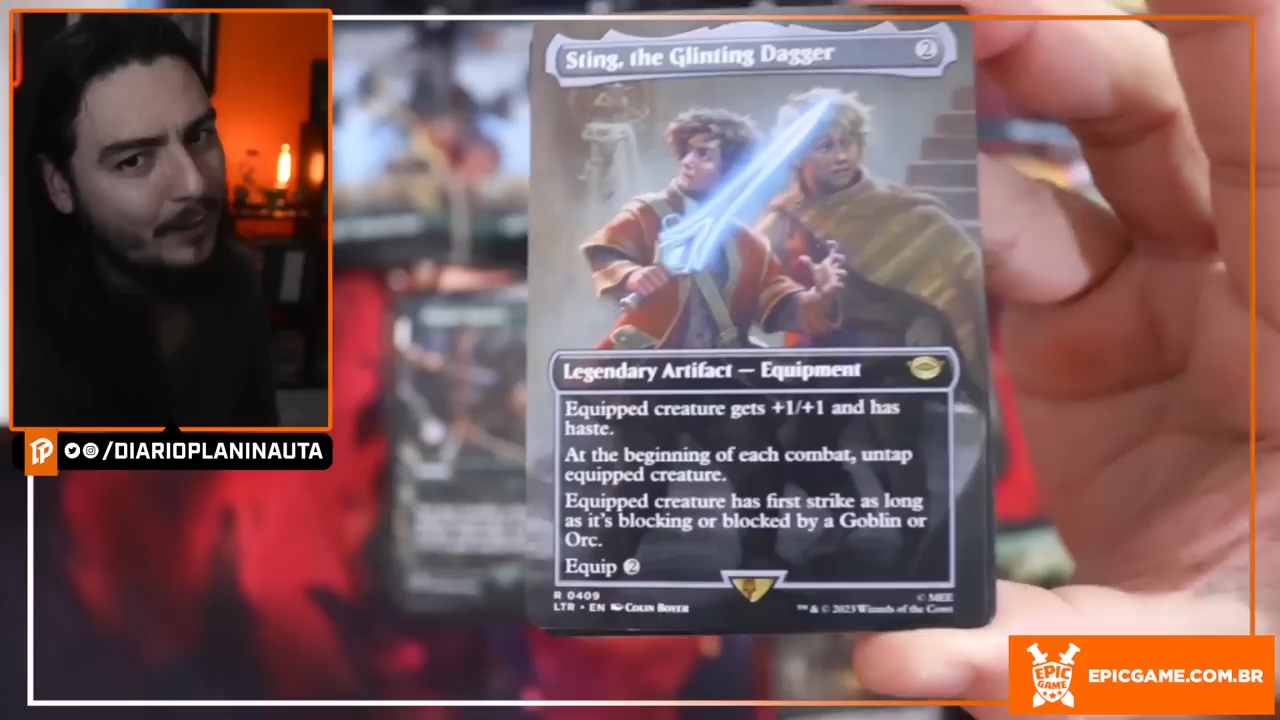 Sting, the Glinting Dagger 2
Legendary Artifact — Equipment
Equipped creature gets +1/+1 and has
haste.
At the beginning of each combat, untap
equipped creature.
Equipped creature has first strike as long
as it's blocking or blocked by a Goblin or
Orc.
Equip 2
R 0409
LTR • EN COLIN BOYER
© MEE
™ & © 2023 Wizards of the Coast
/DIARIOPLANINAUTA
EPIC
GAME
EPICGAME.COM.BR